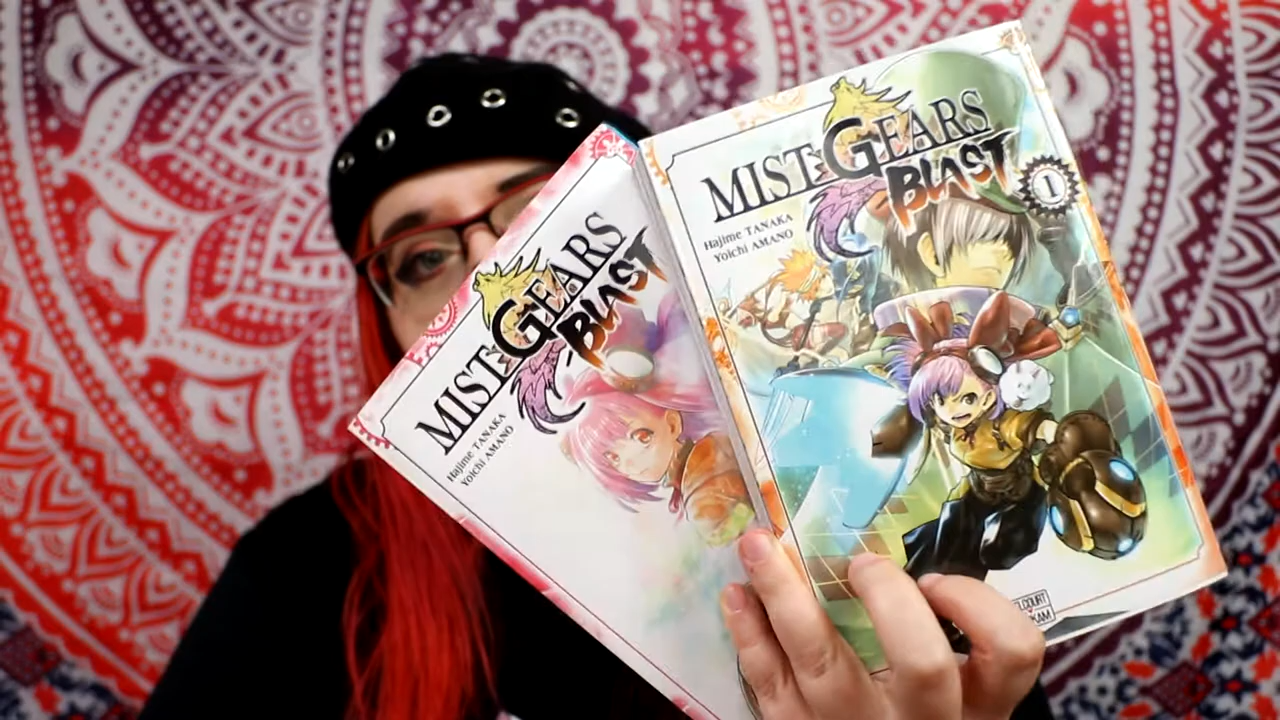 MIST GEARS
BLAST
Hajime TANAKA
Yoichi AMANO
MIST GEARS
BLAST
1
Hajime TANAKA
Yoichi AMANO